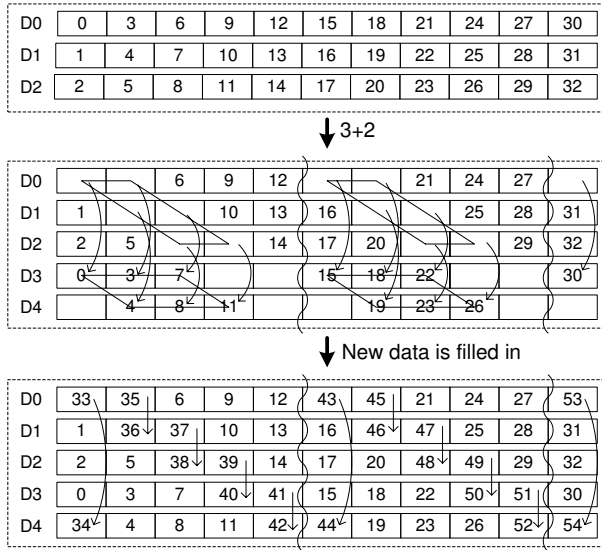 D0 0 3 6 9 12 15 18 21 24 27 30
D1 1 4 7 10 13 16 19 22 25 28 31
D2 2 5 8 11 14 17 20 23 26 29 32
3+2
D0 6 9 12 21 24 27
D1 1 10 13 16 25 28 31
D2 2 5 14 17 20 29 32
D3 0 3 7 15 18 22 30
D4 4 8 11 19 23 26
New data is filled in
D0 33 35 6 9 12 43 45 21 24 27 53
D1 1 36 37 10 13 16 46 47 25 28 31
D2 2 5 38 39 14 17 20 48 49 29 32
D3 0 3 7 40 41 15 18 22 50 51 30
D4 34 4 8 11 42 44 19 23 26 52 54